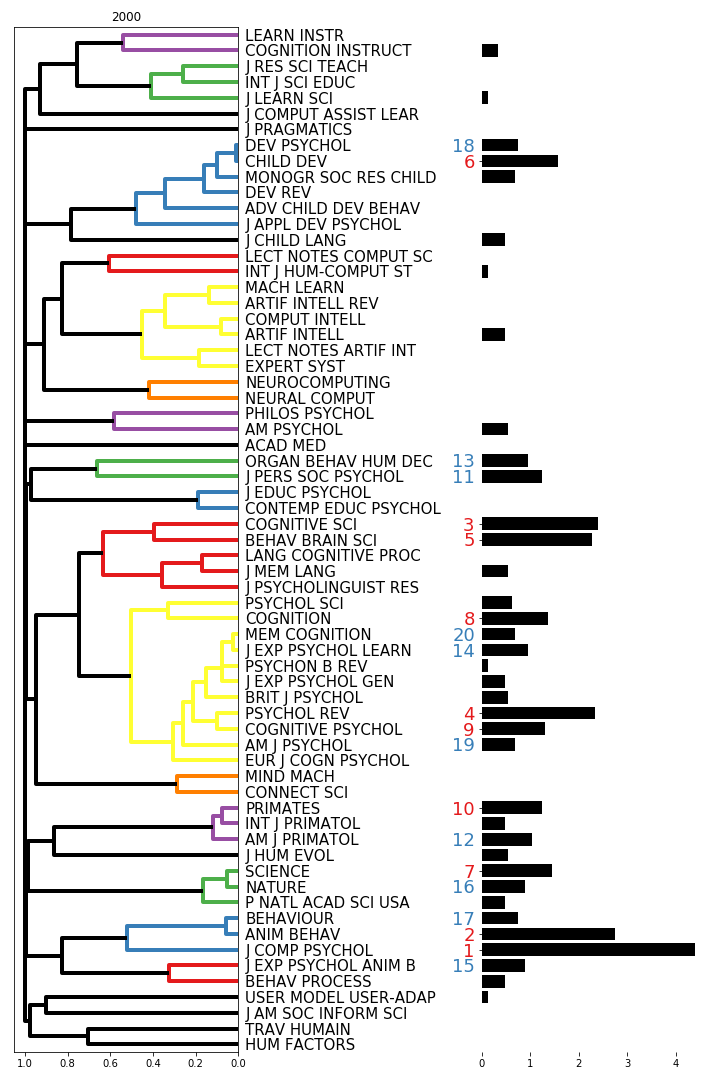 2000
LEARN INSTR
COGNITION INSTRUCT
J RES SCI TEACH
INT J SCI EDUC
J LEARN SCI
J COMPUT ASSIST LEAR
J PRAGMATICS
DEV PSYCHOL 18
CHILD DEV 6
MONOGR SOC RES CHILD
DEV REV
ADV CHILD DEV BEHAV
J APPL DEV PSYCHOL
J CHILD LANG
LECT NOTES COMPUT SC
INT J HUM-COMPUT ST
MACH LEARN
ARTIF INTELL REV
COMPUT INTELL
ARTIF INTELL
LECT NOTES ARTIF INT
EXPERT SYST
NEUROCOMPUTING
NEURAL COMPUT
PHILOS PSYCHOL
AM PSYCHOL
ACAD MED
ORGAN BEHAV HUM DEC 13
J PERS SOC PSYCHOL 11
J EDUC PSYCHOL
CONTEMP EDUC PSYCHOL
COGNITIVE SCI 3
BEHAV BRAIN SCI 5
LANG COGNITIVE PROC
J MEM LANG
J PSYCHOLINGUIST RES
PSYCHOL SCI
COGNITION 8
MEM COGNITION 20
J EXP PSYCHOL LEARN 14
PSYCHON B REV
J EXP PSYCHOL GEN
BRIT J PSYCHOL
PSYCHOL REV 4
COGNITIVE PSYCHOL 9
AM J PSYCHOL 19
EUR J COGN PSYCHOL
MIND MACH
CONNECT SCI
PRIMATES 10
INT J PRIMATOL
AM J PRIMATOL 12
J HUM EVOL
SCIENCE 7
NATURE 16
P NATL ACAD SCI USA
BEHAVIOUR 17
ANIM BEHAV 2
J COMP PSYCHOL 1
J EXP PSYCHOL ANIM B 15
BEHAV PROCESS
USER MODEL USER-ADAP
J AM SOC INFORM SCI
TRAV HUMAIN
HUM FACTORS
1.0 0.8 0.6 0.4 0.2 0.0 0 1 2 3 4